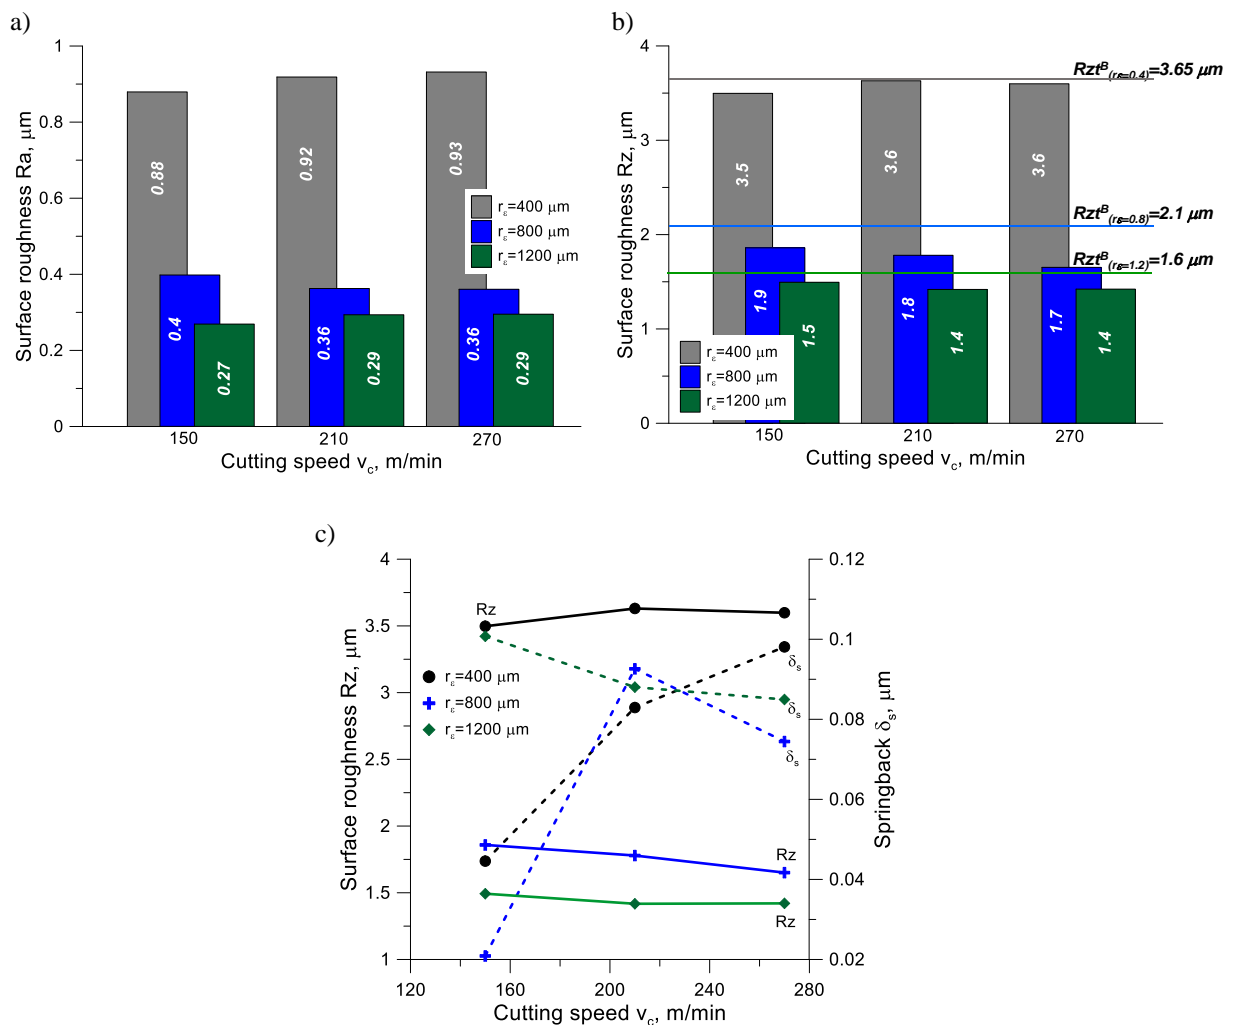 a)
1
0.8
0.6
0.4
0.2
0
Surface roughness Ra, μm
0.88
0.92
0.93
0.4
0.36
0.36
0.27
0.29
0.29
rε=400 μm
rε=800 μm
rε=1200 μm
150
210
270
Cutting speed vc, m/min
b)
4
3
2
1
0
Surface roughness Rz, μm
RztB(rε=0.4)=3.65 μm
RztB(rε=0.8)=2.1 μm
RztB(rε=1.2)=1.6 μm
3.5
3.6
3.6
1.9
1.8
1.7
1.5
1.4
1.4
rε=400 μm
rε=800 μm
rε=1200 μm
150
210
270
Cutting speed vc, m/min
c)
4
3.5
3
2.5
2
1.5
1
Surface roughness Rz, μm
Rz
rε=400 μm
rε=800 μm
rε=1200 μm
δs
δs
δs
Rz
Rz
0.12
0.1
0.08
0.06
0.04
0.02
Springback δs, μm
120
160
200
240
280
Cutting speed vc, m/min